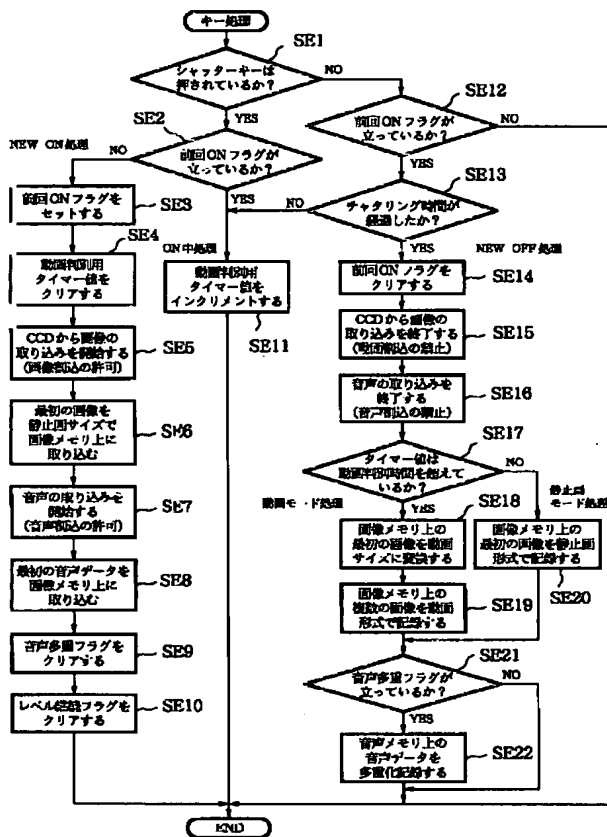 キー処理
SE1
シャッターキーは
押されているか?
NO
YES
SE2
前回ONフラグが
立っているか?
NO
YES
NEW ON処理
前回ONフラグを
セットする
SE3
SE4
動画判別用
タイマー値を
クリアする
CCDから画像の
取り込みを開始する
(画像割込の許可)
SE5
最初の画像を
静止画サイズで
画像メモリ上に
取り込む
SE6
音声の取り込みを
開始する
(音声割込の許可)
SE7
最初の音声データを
画像メモリ上に
取り込む
SE8
音声多重フラグを
クリアする
SE9
フラグを
クリアする
SE10
ON中処理
動画判別用
タイマー値を
インクリメントする
SE11
SE12
前回ONフラグが
立っているか?
NO
YES
SE13
チャタリング時間が
経過したか?
NO
YES
NEW OFF処理
前回ONフラグを
クリアする
SE14
CCDから画像の
取り込みを終了する
(画面割込の禁止)
SE15
音声の取り込みを
終了する
(音声割込の禁止)
SE16
SE17
タイマー値は
動画判別時間を超えて
いるか?
NO
YES
動画モード処理
SE18
画像メモリ上の
最初の画像を動画
サイズに変換する
画像メモリ上の
複数の画像を動画
形式で記録する
SE19
静止画
モード処理
画像メモリ上の
最初の画像を静止画
形式で記録する
SE20
SE21
音声多重フラグが
立っているか?
NO
YES
音声メモリ上の
音声データを
多重化記録する
SE22
END